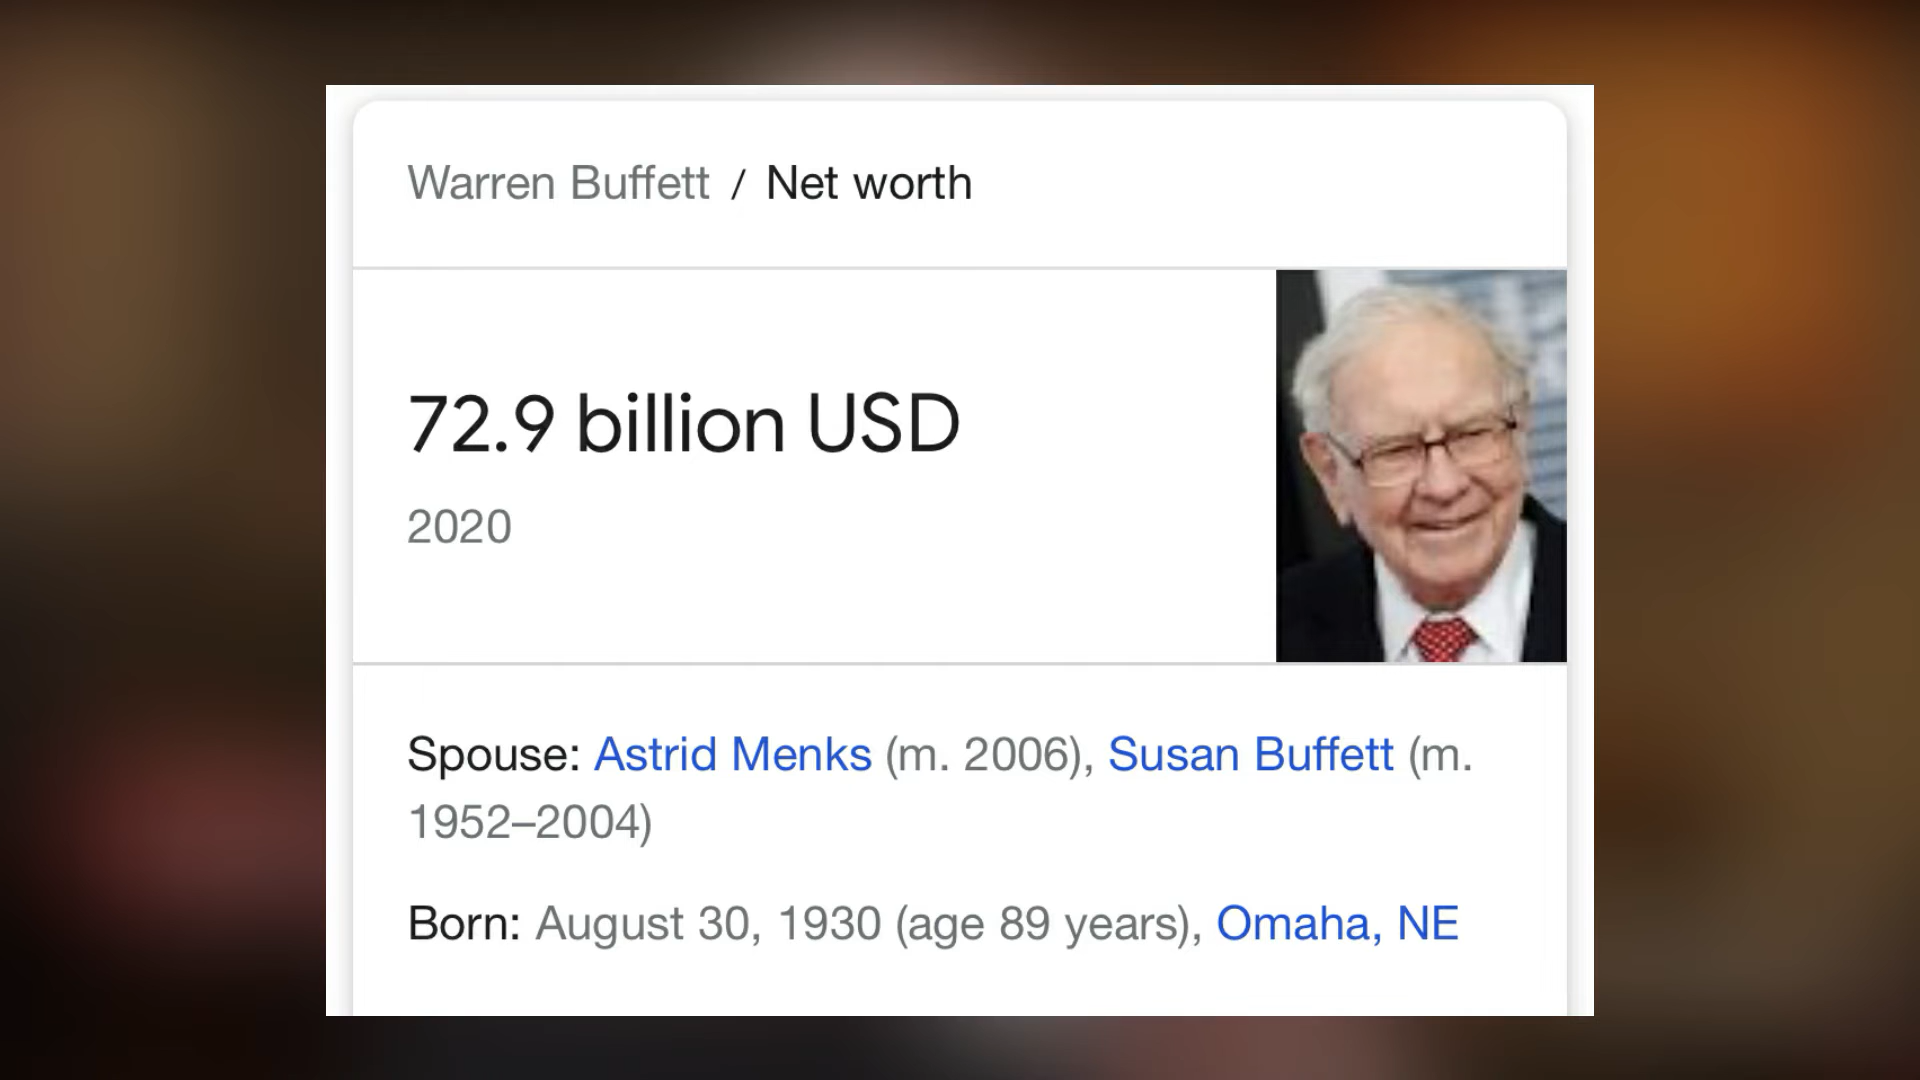 Warren Buffett / Net worth
72.9 billion USD
2020
Spouse: Astrid Menks (m. 2006), Susan Buffett (m.
1952–2004)
Born: August 30, 1930 (age 89 years), Omaha, NE